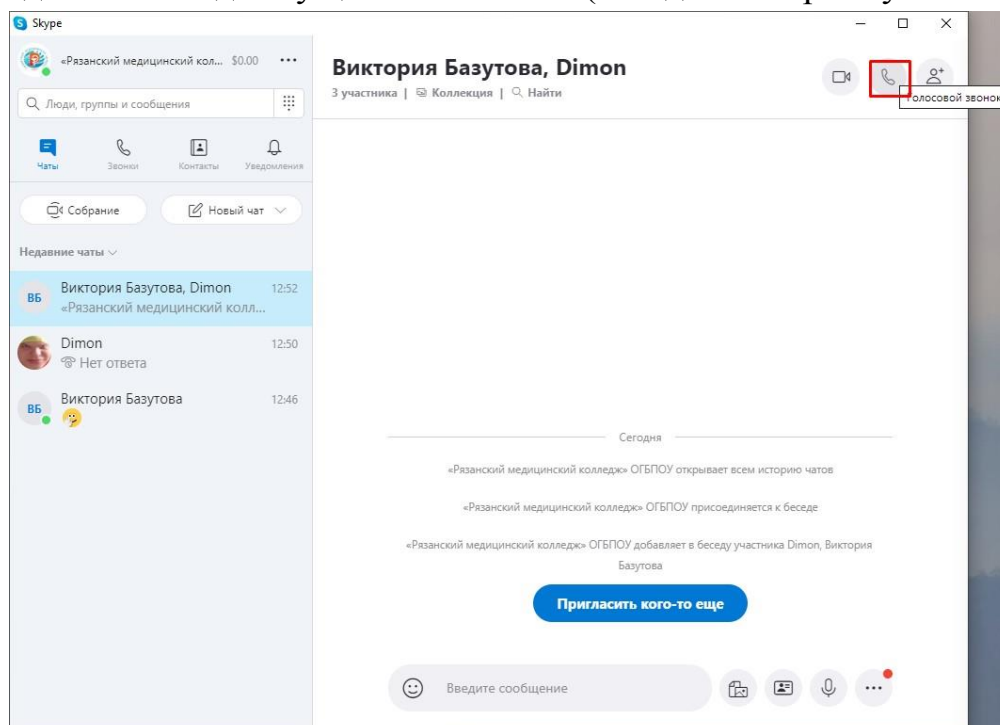 Skype
«Рязанский медицинский кол... $0.00
Люди, группы и сообщения
Чаты Звонки Контакты Уведомления
Собрание Новый чат
Недавние чаты
ВБ Виктория Базутова, Dimon 12:52
«Рязанский медицинский колл...
Dimon 12:50
Нет ответа
ВБ Виктория Базутова 12:46
Виктория Базутова, Dimon
3 участника | Коллекция | Найти
Голосовой звонок
Сегодня
«Рязанский медицинский колледж» ОГБПОУ открывает всем историю чатов
«Рязанский медицинский колледж» ОГБПОУ присоединяется к беседе
«Рязанский медицинский колледж» ОГБПОУ добавляет в беседу участника Dimon, Виктория
Базутова
Пригласить кого-то еще
Введите сообщение